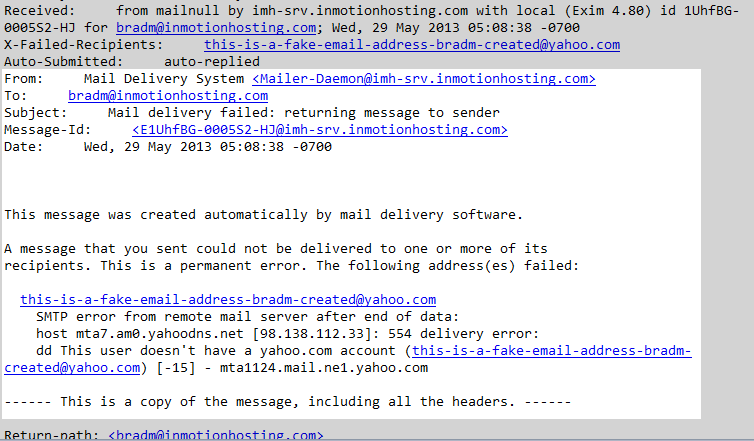 Received: from mailnull by imh-srv.inmotionhosting.com with local (Exim 4.80) id 1UhfBG-
0005S2-HJ for bradm@inmotionhosting.com; Wed, 29 May 2013 05:08:38 -0700
X-Failed-Recipients: this-is-a-fake-email-address-bradm-created@yahoo.com
Auto-Submitted: auto-replied
From: Mail Delivery System <Mailer-Daemon@imh-srv.inmotionhosting.com>
To: bradm@inmotionhosting.com
Subject: Mail delivery failed: returning message to sender
Message-Id: <E1UhfBG-0005S2-HJ@imh-srv.inmotionhosting.com>
Date: Wed, 29 May 2013 05:08:38 -0700
This message was created automatically by mail delivery software.
A message that you sent could not be delivered to one or more of its
recipients. This is a permanent error. The following address(es) failed:
this-is-a-fake-email-address-bradm-created@yahoo.com
SMTP error from remote mail server after end of data:
host mta7.am0.yahoodns.net [98.138.112.33]: 554 delivery error:
dd This user doesn't have a yahoo.com account (this-is-a-fake-email-address-bradm-
created@yahoo.com) [-15] - mta1124.mail.ne1.yahoo.com
------ This is a copy of the message, including all the headers. ------
Return-path: <bradm@inmotionhosting.com>